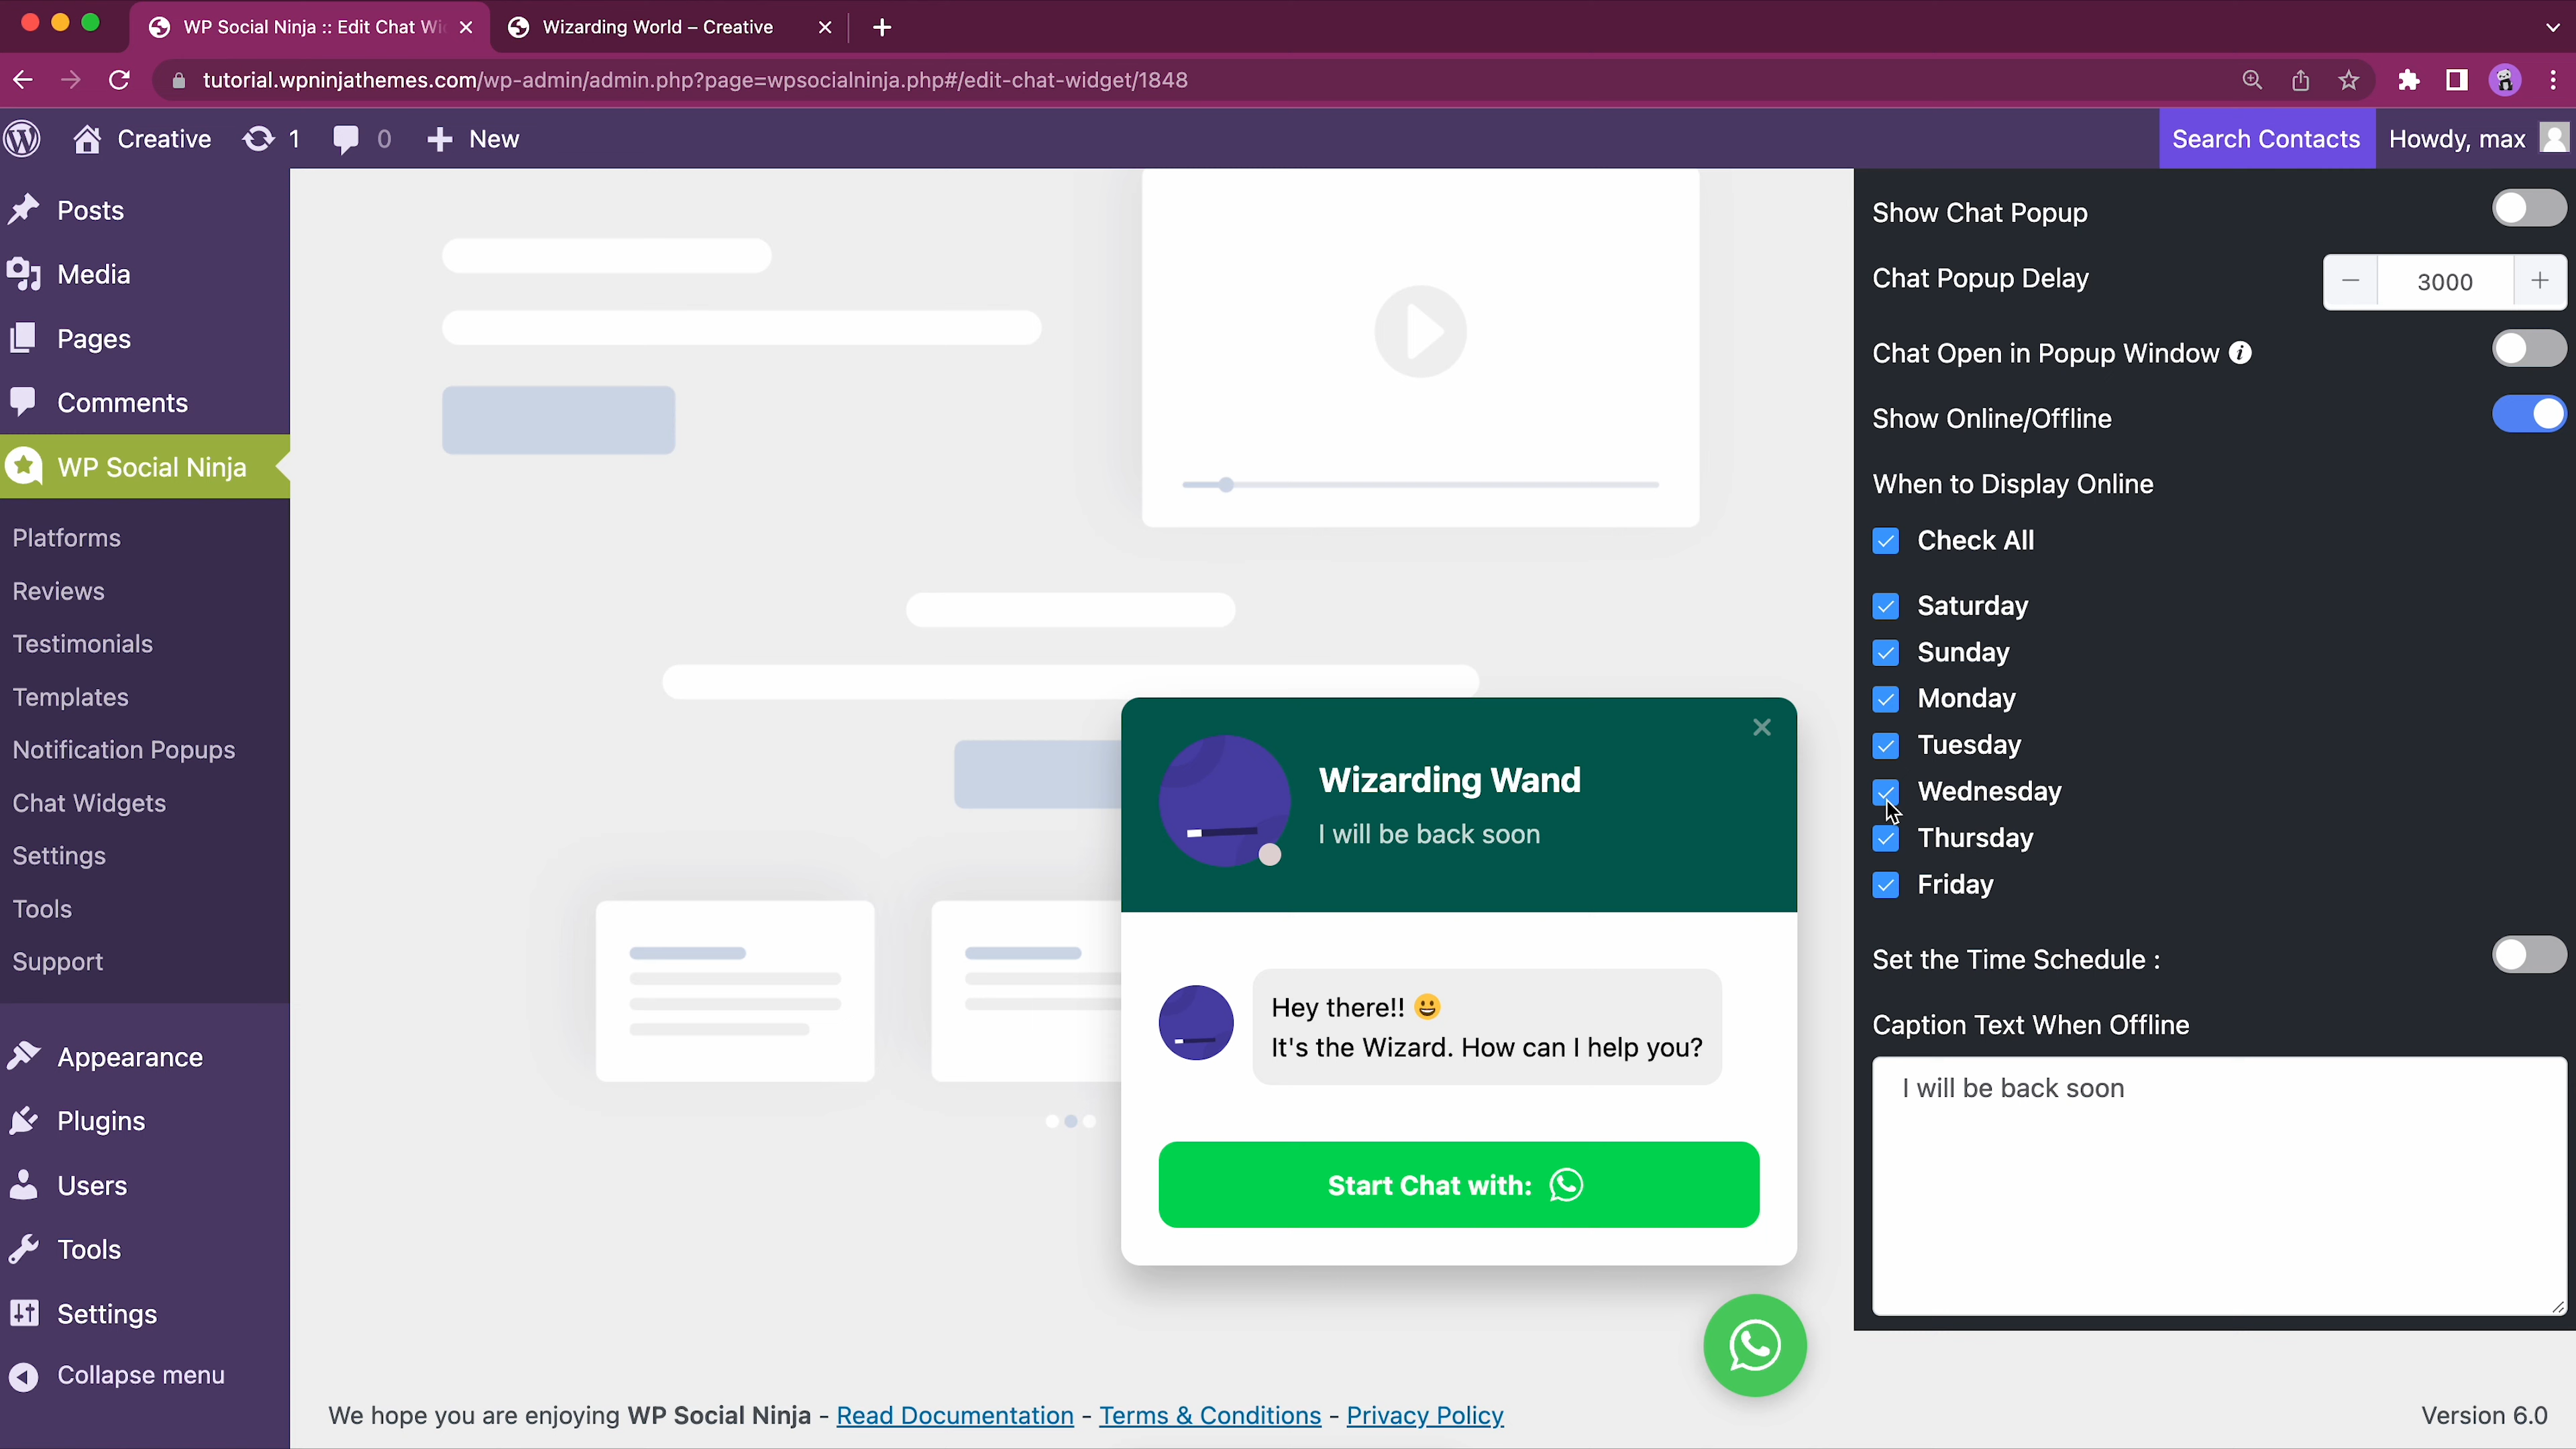 WP Social Ninja :: Edit Chat Wi
Wizarding World – Creative
tutorial.wpninjathemes.com/wp-admin/admin.php?page=wpsocialninja.php#/edit-chat-widget/1848
Creative
1
0
New
Search Contacts
Howdy, max
Posts
Media
Pages
Comments
WP Social Ninja
Platforms
Reviews
Testimonials
Templates
Notification Popups
Chat Widgets
Settings
Tools
Support
Appearance
Plugins
Users
Tools
Settings
Collapse menu
Wizarding Wand
I will be back soon
Hey there!! 😀
It's the Wizard. How can I help you?
Start Chat with:
Show Chat Popup
Chat Popup Delay
3000
Chat Open in Popup Window
Show Online/Offline
When to Display Online
Check All
Saturday
Sunday
Monday
Tuesday
Wednesday
Thursday
Friday
Set the Time Schedule :
Caption Text When Offline
I will be back soon
We hope you are enjoying WP Social Ninja - Read Documentation - Terms & Conditions - Privacy Policy
Version 6.0